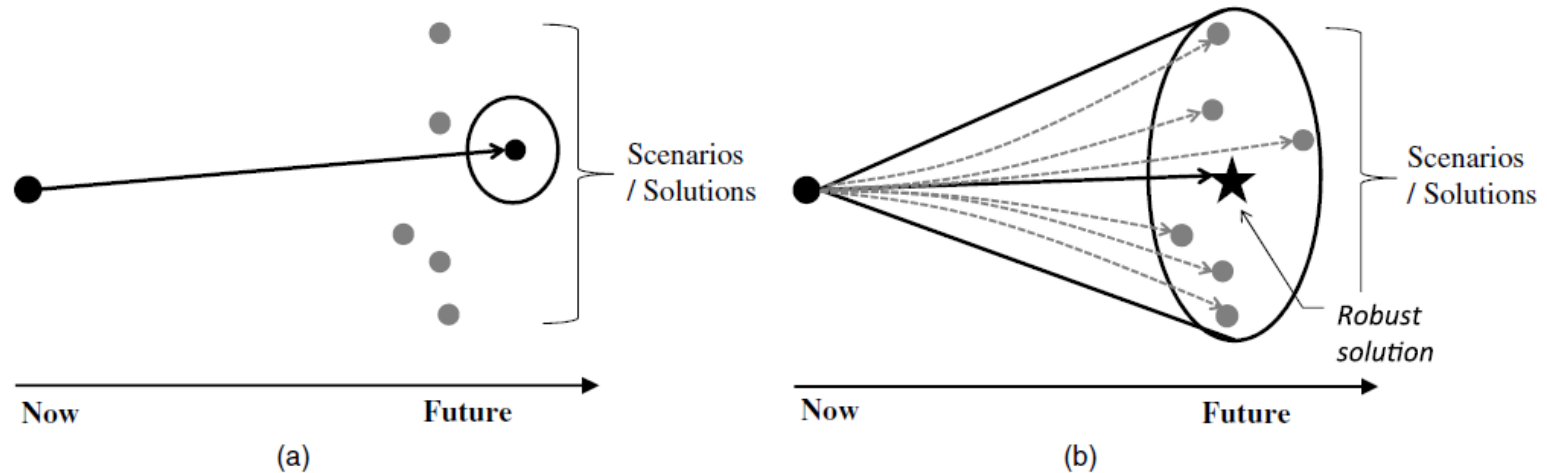 Scenarios
/ Solutions
Now
Future
(a)
Scenarios
/ Solutions
Robust
solution
Now
Future
(b)